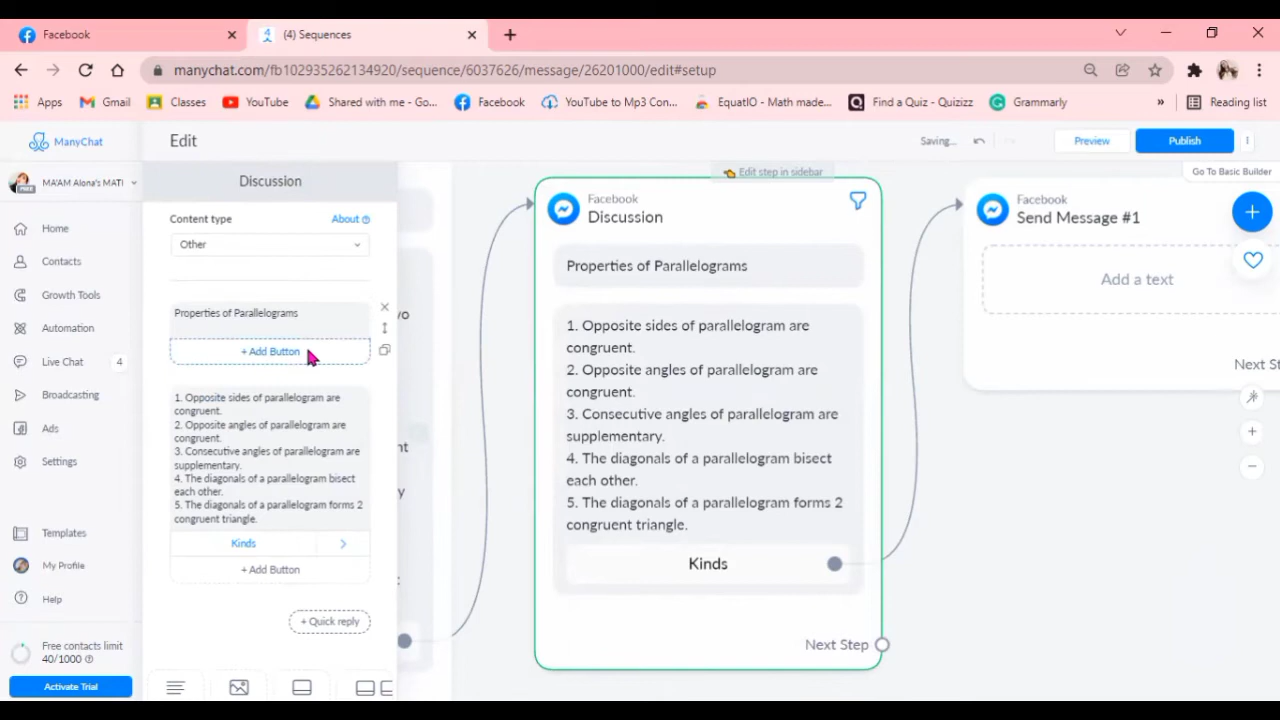 Facebook
(4) Sequences
manychat.com/fb102935262134920/sequence/6037626/message/26201000/edit#setup
Apps
Gmail
Classes
YouTube
Shared with me - Go...
Facebook
YouTube to Mp3 Con...
EquatIO - Math made...
Find a Quiz - Quizizz
Grammarly
»
Reading list
ManyChat
Edit
Saving...
Preview
Publish
MA'AM Alona's MATI
FREE
Home
Contacts
Growth Tools
Automation
Live Chat
4
Broadcasting
Ads
Settings
Templates
My Profile
Help
Free contacts limit
40/1000
Activate Trial
Discussion
Content type
About
Other
Properties of Parallelograms
+ Add Button
1. Opposite sides of parallelogram are
congruent.
2. Opposite angles of parallelogram are
congruent.
3. Consecutive angles of parallelogram are
supplementary.
4. The diagonals of a parallelogram bisect
each other.
5. The diagonals of a parallelogram forms 2
congruent triangle.
Kinds
+ Add Button
+ Quick reply
Edit step in sidebar
Go To Basic Builder
Facebook
Discussion
Properties of Parallelograms
1. Opposite sides of parallelogram are
congruent.
2. Opposite angles of parallelogram are
congruent.
3. Consecutive angles of parallelogram are
supplementary.
4. The diagonals of a parallelogram bisect
each other.
5. The diagonals of a parallelogram forms 2
congruent triangle.
Kinds
Next Step
Facebook
Send Message #1
Add a text
Next St